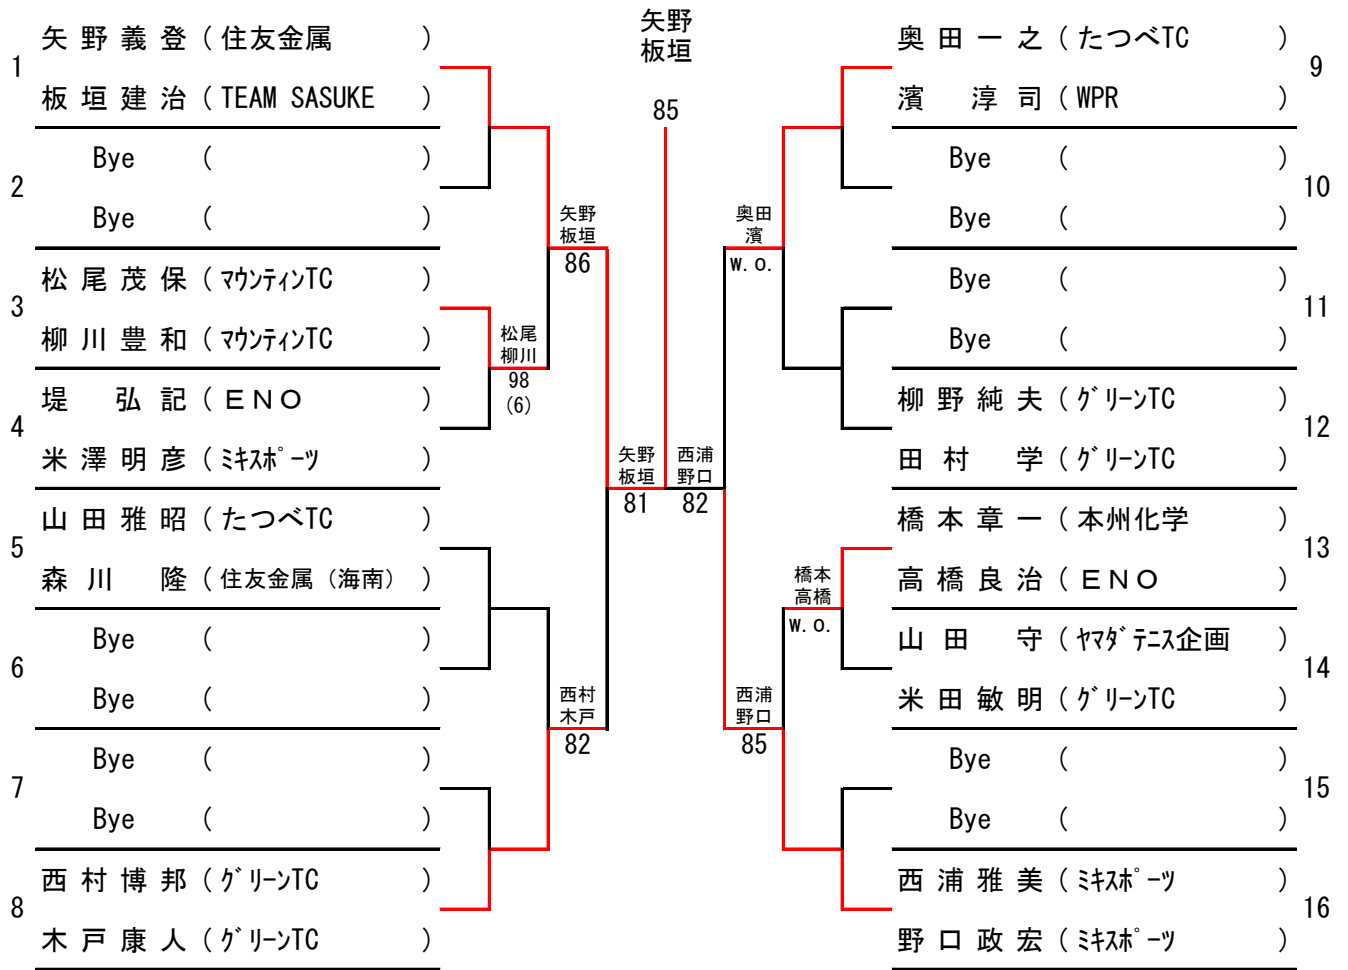 矢野
板垣
85
1
矢野義登（住友金属）
板垣建治（TEAM SASUKE）
2
Bye （ ）
Bye （ ）
3
松尾茂保（ﾏｳﾝﾃｨﾝTC）
柳川豊和（ﾏｳﾝﾃｨﾝTC）
4
堤　弘記（ＥＮＯ）
米澤明彦（ﾐｷｽﾎﾟｰﾂ）
5
山田雅昭（たつべTC）
森川　隆（住友金属（海南））
6
Bye （ ）
Bye （ ）
7
Bye （ ）
Bye （ ）
8
西村博邦（ｸﾞﾘｰﾝTC）
木戸康人（ｸﾞﾘｰﾝTC）
松尾
柳川
98
(6)
矢野
板垣
86
西村
木戸
82
矢野
板垣
81
西浦
野口
82
奥田
濱
W.O.
橋本
高橋
W.O.
西浦
野口
85
奥田一之（たつべTC）
濱　淳司（WPR）
9
Bye （ ）
Bye （ ）
10
Bye （ ）
Bye （ ）
11
柳野純夫（ｸﾞﾘｰﾝTC）
田村　学（ｸﾞﾘｰﾝTC）
12
橋本章一（本州化学）
高橋良治（ＥＮＯ）
13
山田　守（ﾔﾏﾀﾞﾃﾆｽ企画）
米田敏明（ｸﾞﾘｰﾝTC）
14
Bye （ ）
Bye （ ）
15
西浦雅美（ﾐｷｽﾎﾟｰﾂ）
野口政宏（ﾐｷｽﾎﾟｰﾂ）
16